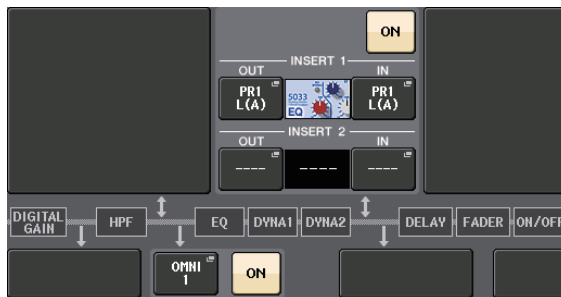 ON
INSERT 1
OUT IN
PR1 L(A) 5033 EQ PR1 L(A)
INSERT 2
OUT IN
---- ---- ----
DIGITAL GAIN HPF EQ DYNA1 DYNA2 DELAY FADER ON/OFF
OMNI 1 ON